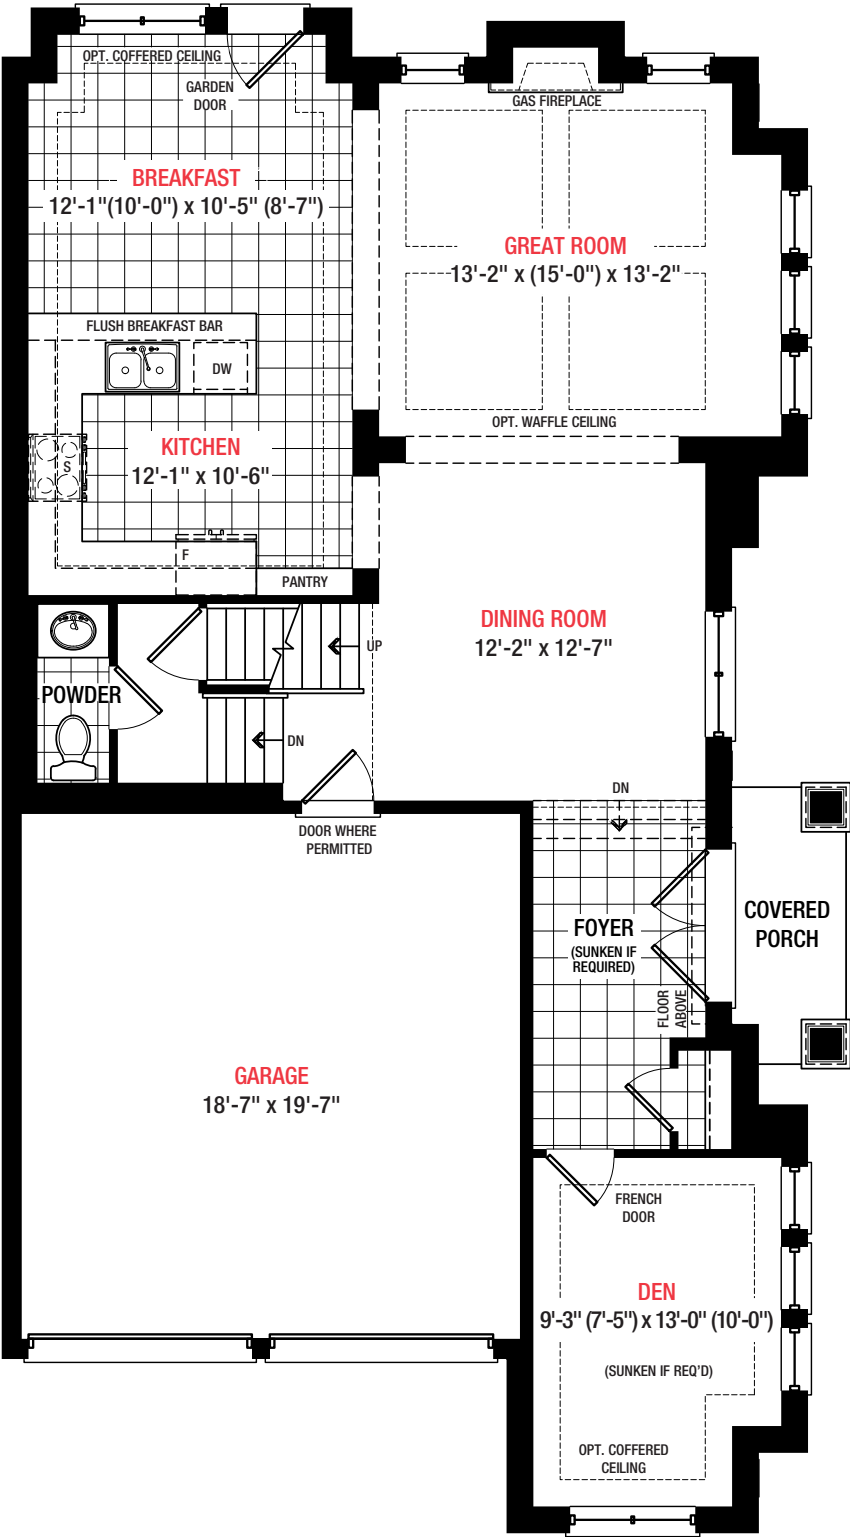 OPT. COFFERED CEILING
GARDEN
DOOR
GAS FIREPLACE
BREAKFAST
12'-1"(10'-0") x 10'-5" (8'-7")
GREAT ROOM
13'-2" x (15'-0") x 13'-2"
FLUSH BREAKFAST BAR
DW
OPT. WAFFLE CEILING
KITCHEN
12'-1" x 10'-6"
S
F
PANTRY
DINING ROOM
12'-2" x 12'-7"
UP
POWDER
DN
DN
DOOR WHERE
PERMITTED
FOYER
(SUNKEN IF
REQUIRED)
COVERED
PORCH
FLOOR
ABOVE
GARAGE
18'-7" x 19'-7"
FRENCH
DOOR
DEN
9'-3" (7'-5") x 13'-0" (10'-0")
(SUNKEN IF REQ'D)
OPT. COFFERED
CEILING